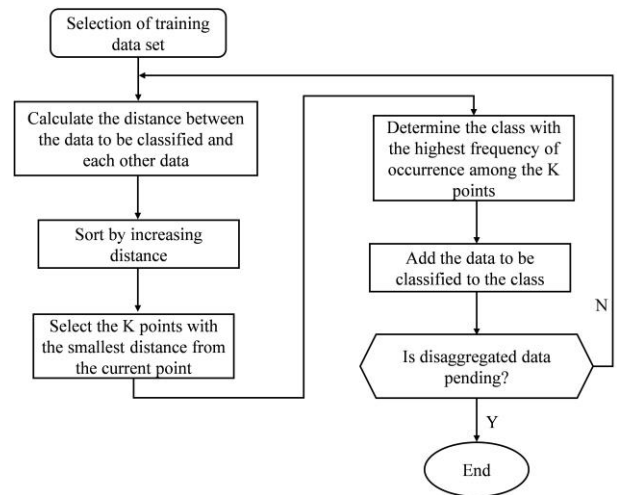 Selection of training
data set
Calculate the distance between
the data to be classified and
each other data
Sort by increasing
distance
Select the K points with
the smallest distance from
the current point
Determine the class with
the highest frequency of
occurrence among the K
points
Add the data to be
classified to the class
Is disaggregated data
pending?
N
Y
End